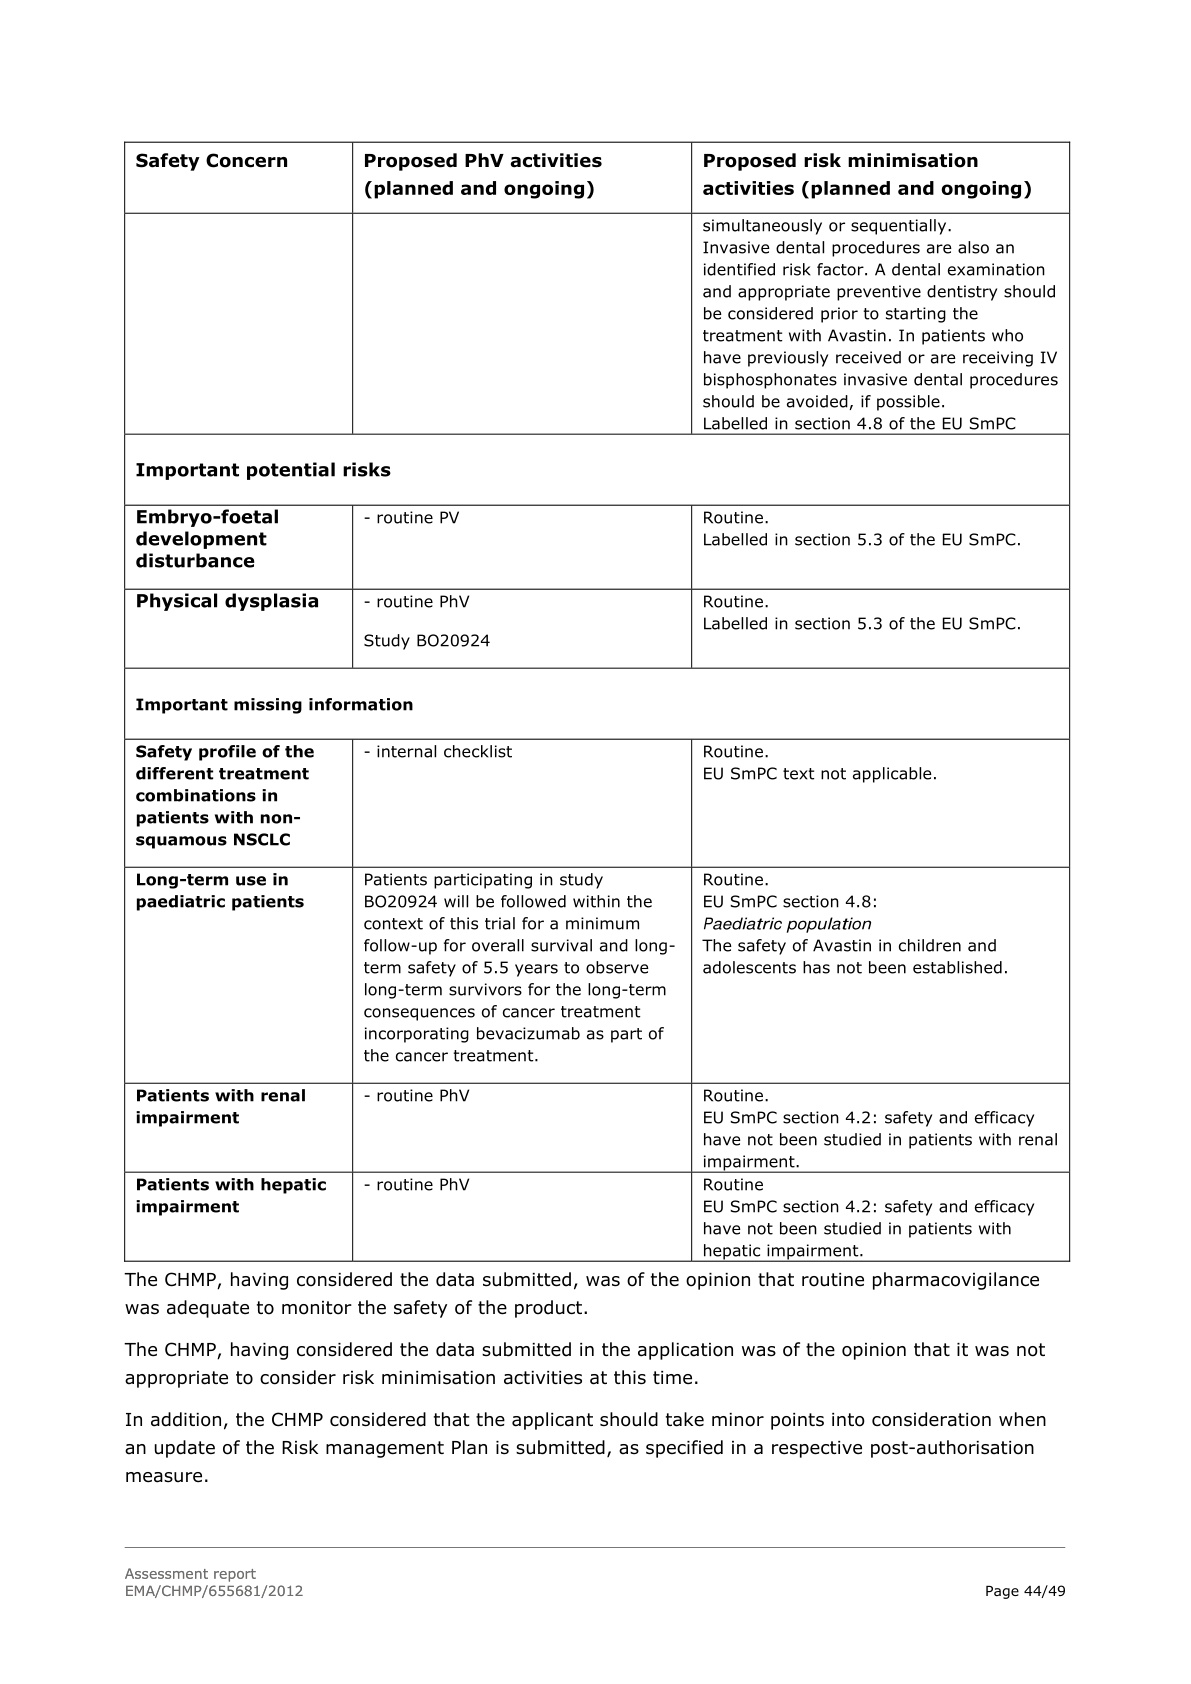 Safety Concern
Proposed PhV activities
(planned and ongoing)
Proposed risk minimisation
activities (planned and ongoing)
simultaneously or sequentially.
Invasive dental procedures are also an
identified risk factor. A dental examination
and appropriate preventive dentistry should
be considered prior to starting the
treatment with Avastin. In patients who
have previously received or are receiving IV
bisphosphonates invasive dental procedures
should be avoided, if possible.
Labelled in section 4.8 of the EU SmPC
Important potential risks
Embryo-foetal
development
disturbance
- routine PV
Routine.
Labelled in section 5.3 of the EU SmPC.
Physical dysplasia
- routine PhV
Study BO20924
Routine.
Labelled in section 5.3 of the EU SmPC.
Important missing information
Safety profile of the
different treatment
combinations in
patients with non-
squamous NSCLC
- internal checklist
Routine.
EU SmPC text not applicable.
Long-term use in
paediatric patients
Patients participating in study
BO20924 will be followed within the
context of this trial for a minimum
follow-up for overall survival and long-
term safety of 5.5 years to observe
long-term survivors for the long-term
consequences of cancer treatment
incorporating bevacizumab as part of
the cancer treatment.
Routine.
EU SmPC section 4.8:
Paediatric population
The safety of Avastin in children and
adolescents has not been established.
Patients with renal
impairment
- routine PhV
Routine.
EU SmPC section 4.2: safety and efficacy
have not been studied in patients with renal
impairment.
Patients with hepatic
impairment
- routine PhV
Routine
EU SmPC section 4.2: safety and efficacy
have not been studied in patients with
hepatic impairment.
The CHMP, having considered the data submitted, was of the opinion that routine pharmacovigilance
was adequate to monitor the safety of the product.
The CHMP, having considered the data submitted in the application was of the opinion that it was not
appropriate to consider risk minimisation activities at this time.
In addition, the CHMP considered that the applicant should take minor points into consideration when
an update of the Risk management Plan is submitted, as specified in a respective post-authorisation
measure.
Assessment report
EMA/CHMP/655681/2012
Page 44/49